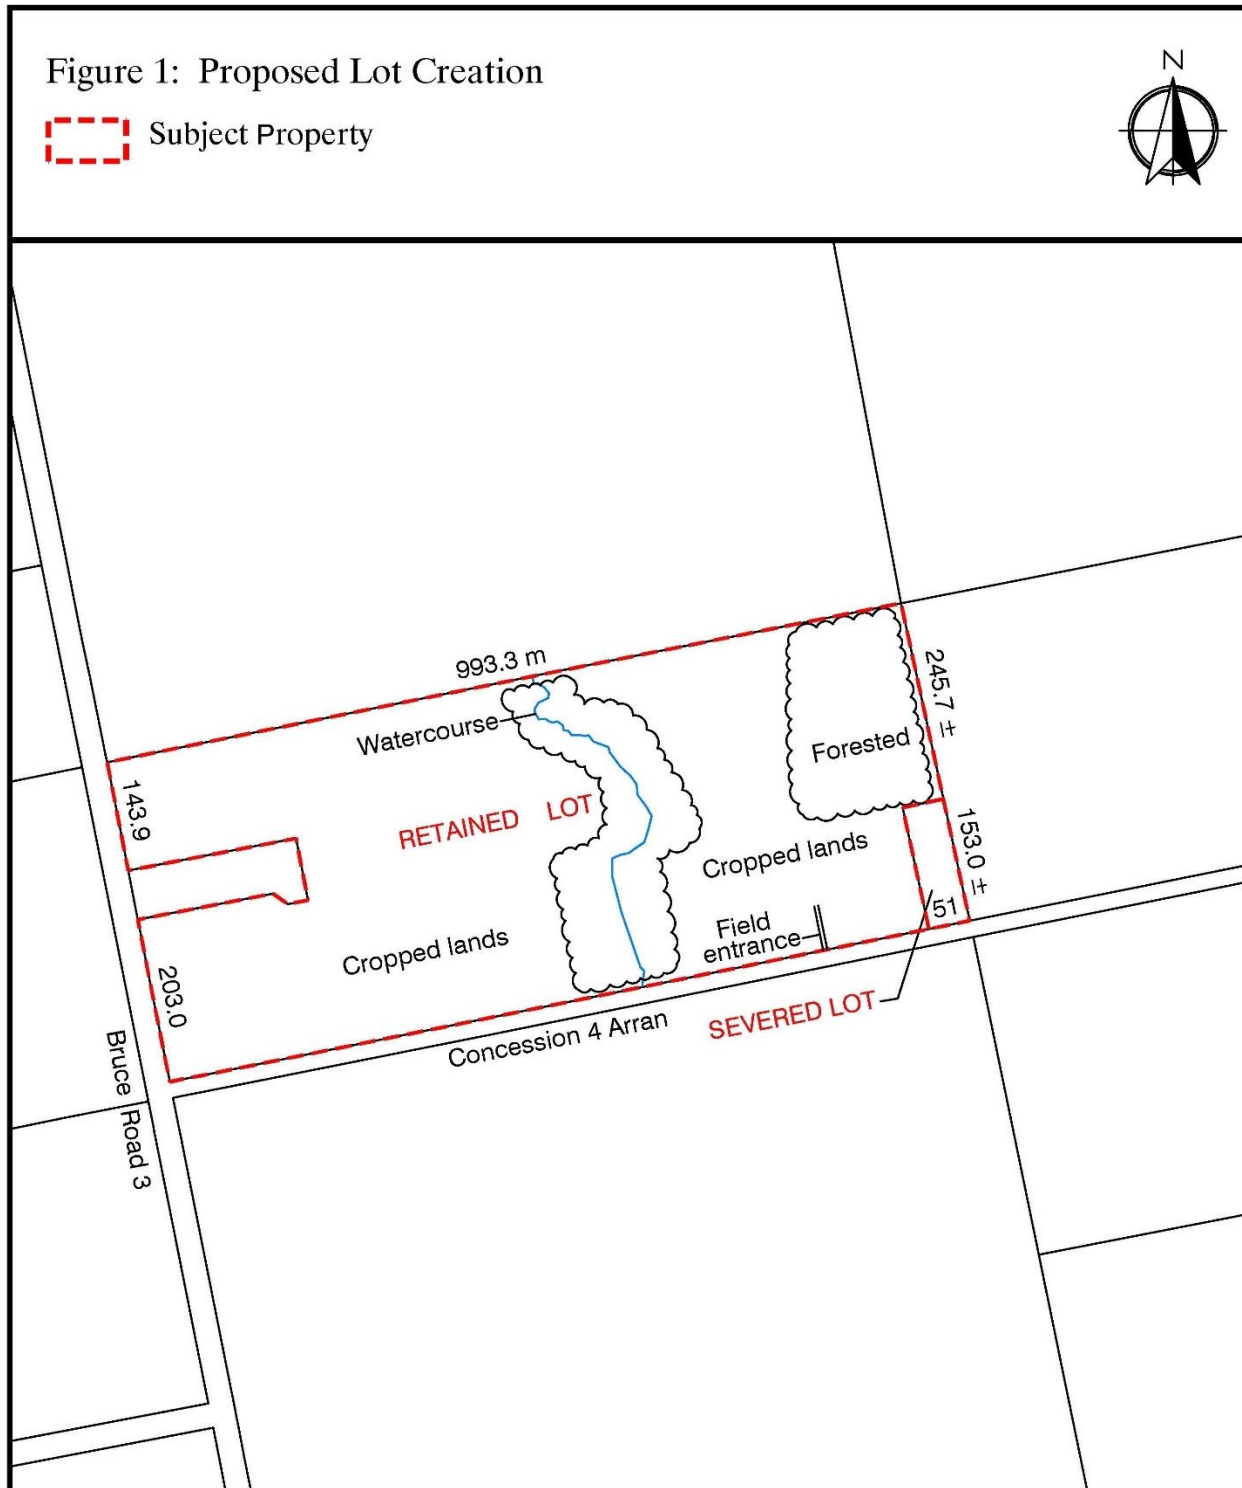 Figure 1: Proposed Lot Creation
N
Subject Property
993.3 m
245.7 ±
Watercourse
Forested
143.9
RETAINED LOT
153.0 ±
Cropped lands
51
Field
entrance
Cropped lands
203.0
SEVERED LOT
Concession 4 Arran
Bruce Road 3